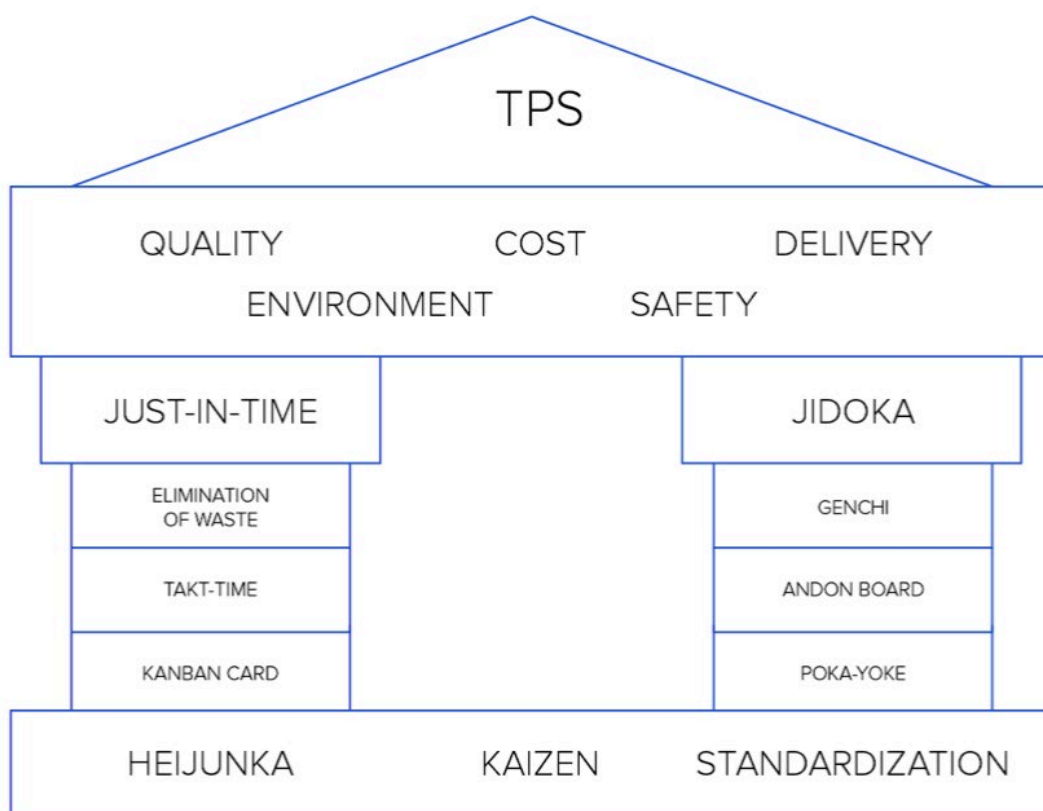 TPS
QUALITY COST DELIVERY
ENVIRONMENT SAFETY
JUST-IN-TIME
JIDOKA
ELIMINATION
OF WASTE
GENCHI
TAKT-TIME
ANDON BOARD
KANBAN CARD
POKA-YOKE
HEIJUNKA KAIZEN STANDARDIZATION